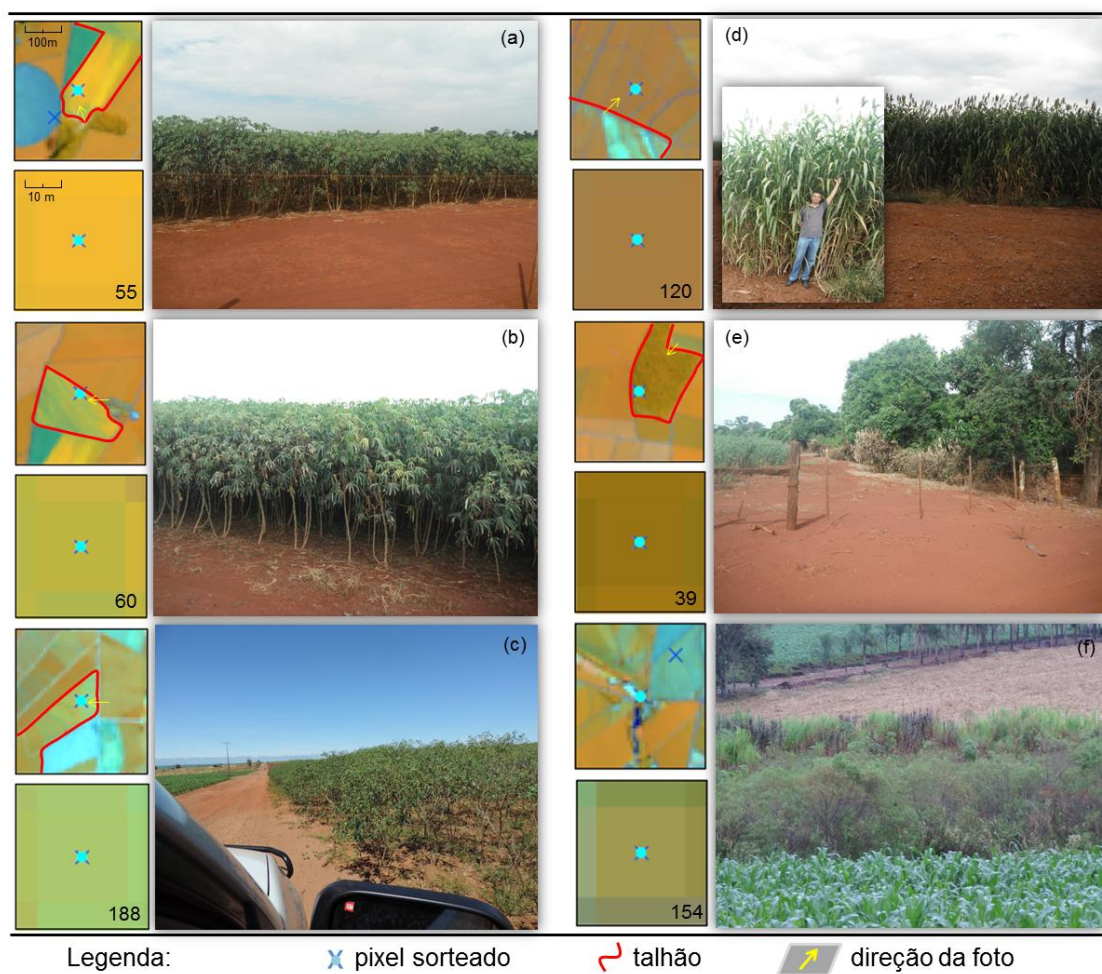 100m
(a)
10 m
55
(b)
60
(c)
188
(d)
120
(e)
39
(f)
154
Legenda:
pixel sorteado
talhão
direção da foto